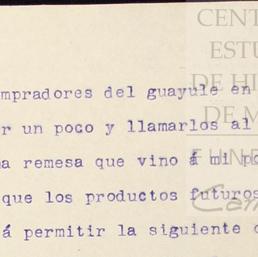 CENT
ESTU
DE HI
DE M
FUNE
mpradores del guayule en
r un poco y llamarlos al
a remesa que vino á mi po
que los productos futuros
á permitir la siguiente